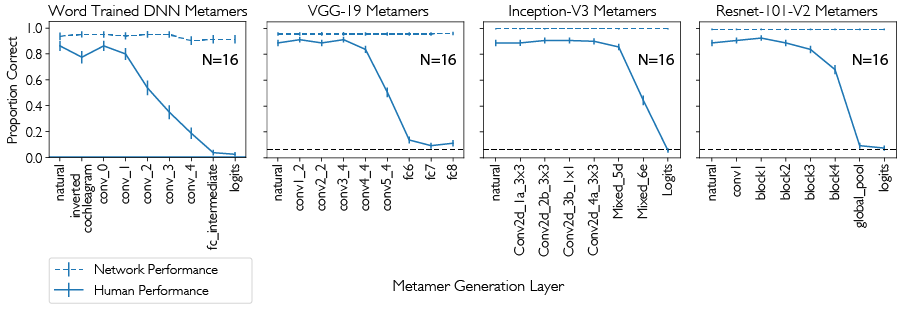 Word Trained DNN Metamers
VGG-19 Metamers
Inception-V3 Metamers
Resnet-101-V2 Metamers
Proportion Correct
1.0
0.8
0.6
0.4
0.2
0.0
N=16
N=16
N=16
N=16
natural
inverted
cochleagram
conv_0
conv_1
conv_2
conv_3
conv_4
fc_intermediate
logits
natural
conv1_2
conv2_2
conv3_4
conv4_4
conv5_4
fc6
fc7
fc8
natural
Conv2d_1a_3x3
Conv2d_2b_3x3
Conv2d_3b_1x1
Conv2d_4a_3x3
Mixed_5d
Mixed_6e
Logits
natural
conv1
block1
block2
block3
block4
global_pool
logits
Network Performance
Human Performance
Metamer Generation Layer